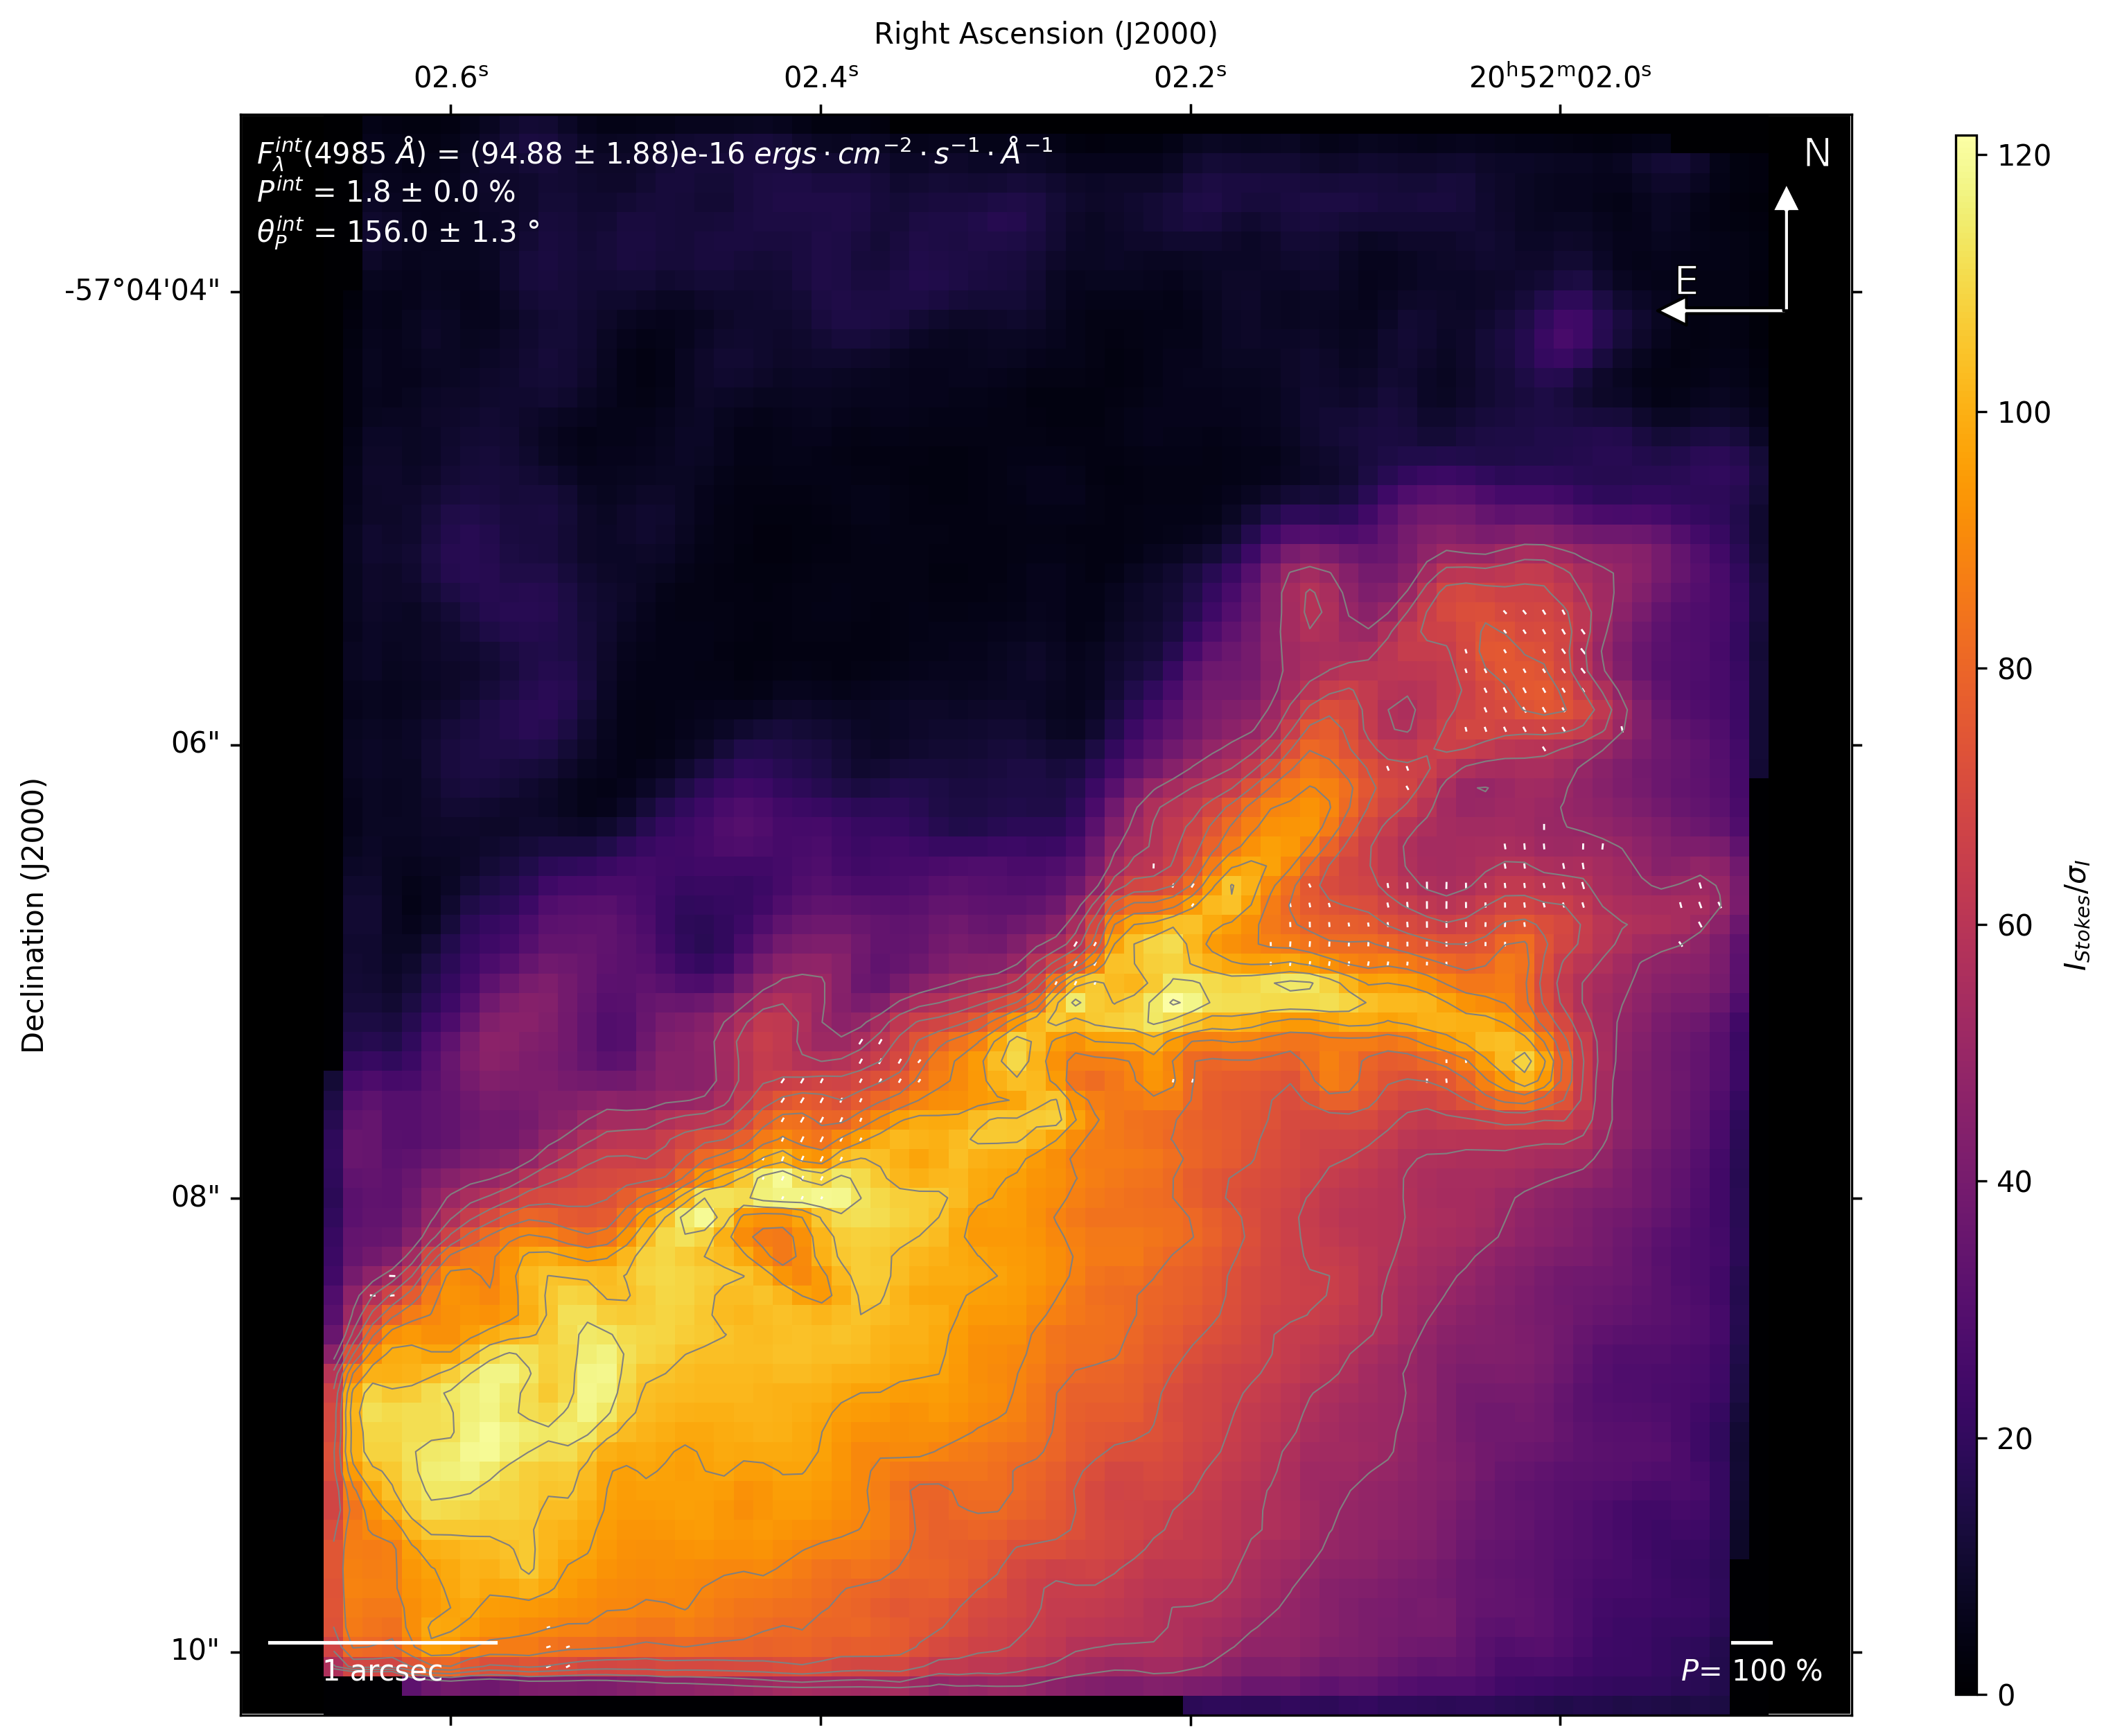 Right Ascension (J2000)
02.6ˢ 02.4ˢ 02.2ˢ 20ʰ52ᵐ02.0ˢ
F_λ^int(4985 Å) = (94.88 ± 1.88)e-16 ergs · cm⁻² · s⁻¹ · Å⁻¹
P^int = 1.8 ± 0.0 %
θ_P^int = 156.0 ± 1.3 °
N
E
-57°04'04"
06"
08"
10"
Declination (J2000)
1 arcsec
P= 100 %
120
100
80
60
40
20
0
I_Stokes/σ_I